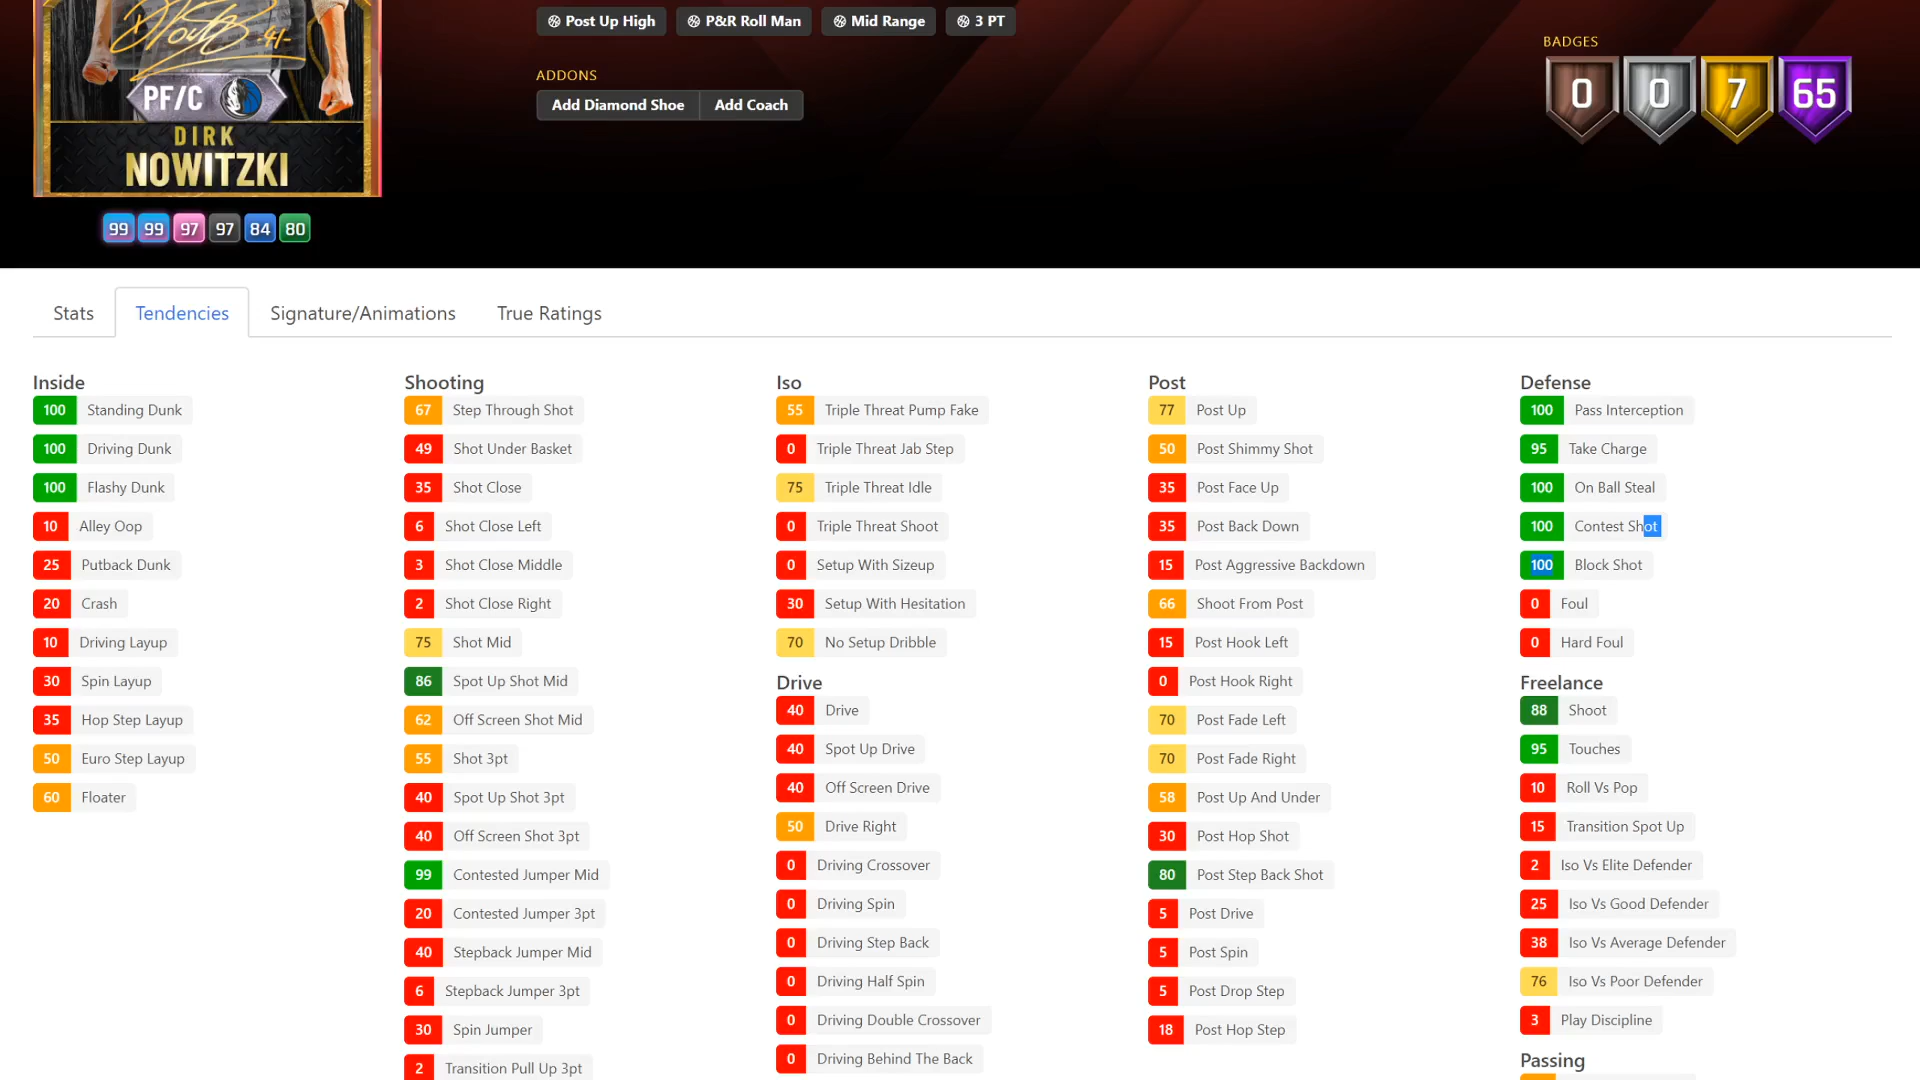 Post Up High P&R Roll Man Mid Range 3 PT
BADGES
0 0 7 65
ADDONS
Add Diamond Shoe Add Coach
-41-
PF/C
DIRK
NOWITZKI
99 99 97 97 84 80
Stats Tendencies Signature/Animations True Ratings
Inside
100 Standing Dunk
100 Driving Dunk
100 Flashy Dunk
10 Alley Oop
25 Putback Dunk
20 Crash
10 Driving Layup
30 Spin Layup
35 Hop Step Layup
50 Euro Step Layup
60 Floater
Shooting
67 Step Through Shot
49 Shot Under Basket
35 Shot Close
6 Shot Close Left
3 Shot Close Middle
2 Shot Close Right
75 Shot Mid
86 Spot Up Shot Mid
62 Off Screen Shot Mid
55 Shot 3pt
40 Spot Up Shot 3pt
40 Off Screen Shot 3pt
99 Contested Jumper Mid
20 Contested Jumper 3pt
40 Stepback Jumper Mid
6 Stepback Jumper 3pt
30 Spin Jumper
2 Transition Pull Up 3pt
Iso
55 Triple Threat Pump Fake
0 Triple Threat Jab Step
75 Triple Threat Idle
0 Triple Threat Shoot
0 Setup With Sizeup
30 Setup With Hesitation
70 No Setup Dribble
Drive
40 Drive
40 Spot Up Drive
40 Off Screen Drive
50 Drive Right
0 Driving Crossover
0 Driving Spin
0 Driving Step Back
0 Driving Half Spin
0 Driving Double Crossover
0 Driving Behind The Back
Post
77 Post Up
50 Post Shimmy Shot
35 Post Face Up
35 Post Back Down
15 Post Aggressive Backdown
66 Shoot From Post
15 Post Hook Left
0 Post Hook Right
70 Post Fade Left
70 Post Fade Right
58 Post Up And Under
30 Post Hop Shot
80 Post Step Back Shot
5 Post Drive
5 Post Spin
5 Post Drop Step
18 Post Hop Step
Defense
100 Pass Interception
95 Take Charge
100 On Ball Steal
100 Contest Shot
100 Block Shot
0 Foul
0 Hard Foul
Freelance
88 Shoot
95 Touches
10 Roll Vs Pop
15 Transition Spot Up
2 Iso Vs Elite Defender
25 Iso Vs Good Defender
38 Iso Vs Average Defender
76 Iso Vs Poor Defender
3 Play Discipline
Passing